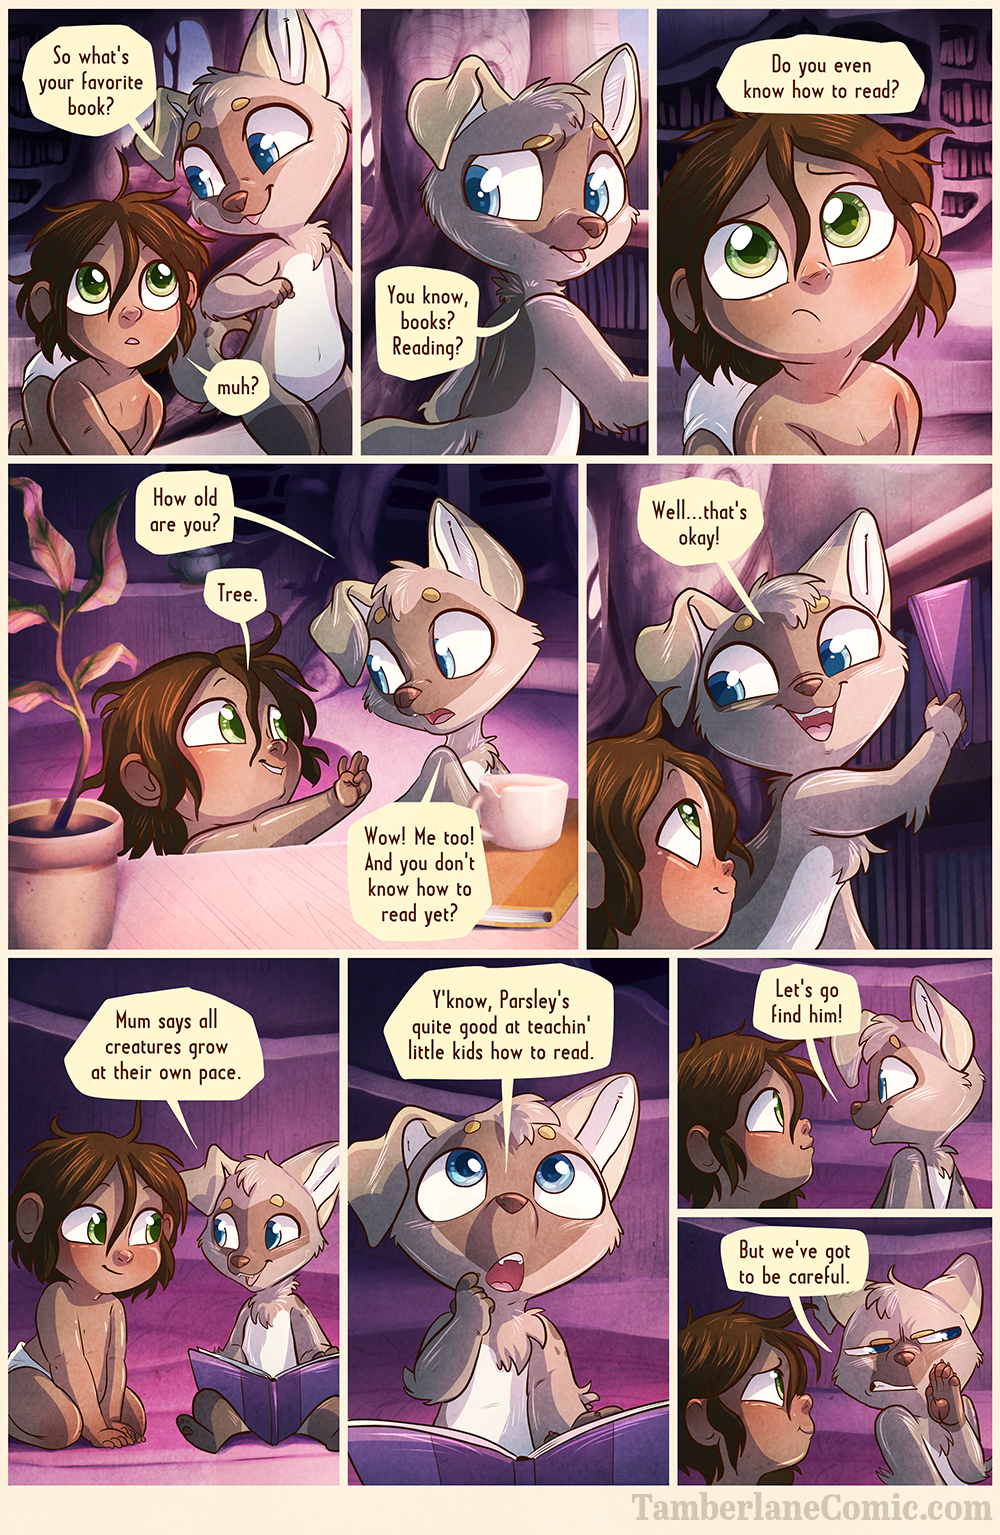 So what's
your favorite
book?
muh?
You know,
books?
Reading?
Do you even
know how to read?
How old
are you?
Tree.
Wow! Me too!
And you don't
know how to
read yet?
Well...that's
okay!
Mum says all
creatures grow
at their own pace.
Y'know, Parsley's
quite good at teachin'
little kids how to read.
Let's go
find him!
But we've got
to be careful.
TamberlaneComic.com